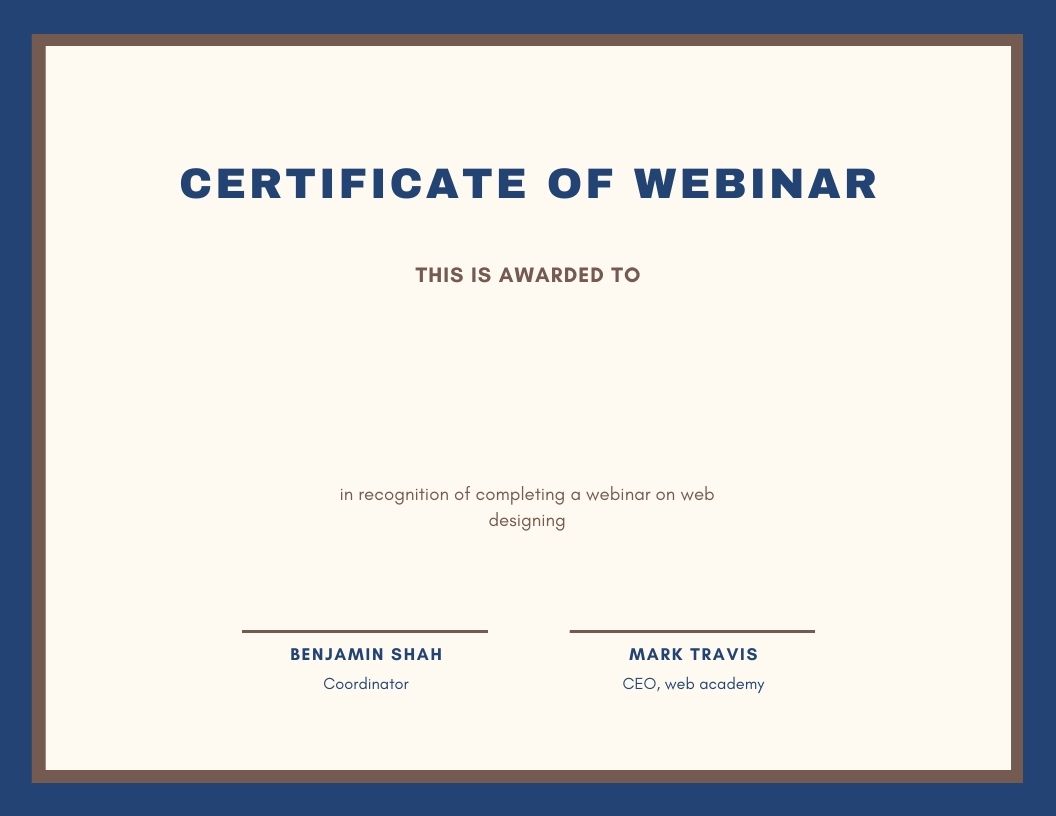 CERTIFICATE OF WEBINAR
THIS IS AWARDED TO
in recognition of completing a webinar on web
designing
BENJAMIN SHAH
MARK TRAVIS
Coordinator
CEO, web academy